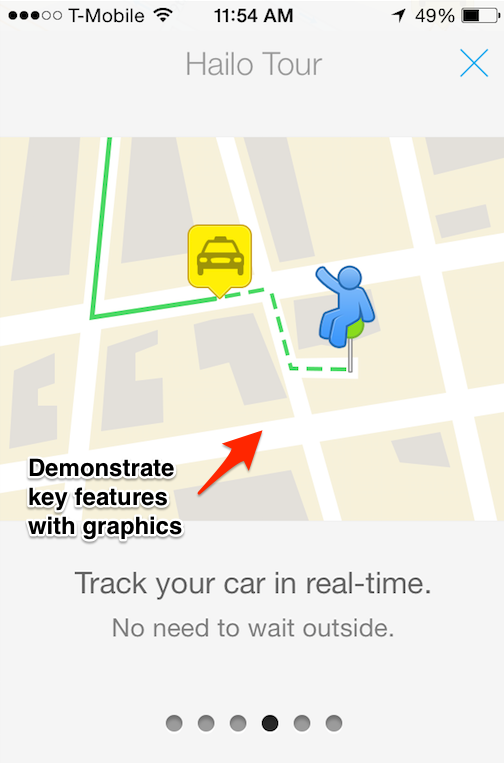 T-Mobile 11:54 AM 49%
Hailo Tour
Demonstrate
key features
with graphics
Track your car in real-time.
No need to wait outside.